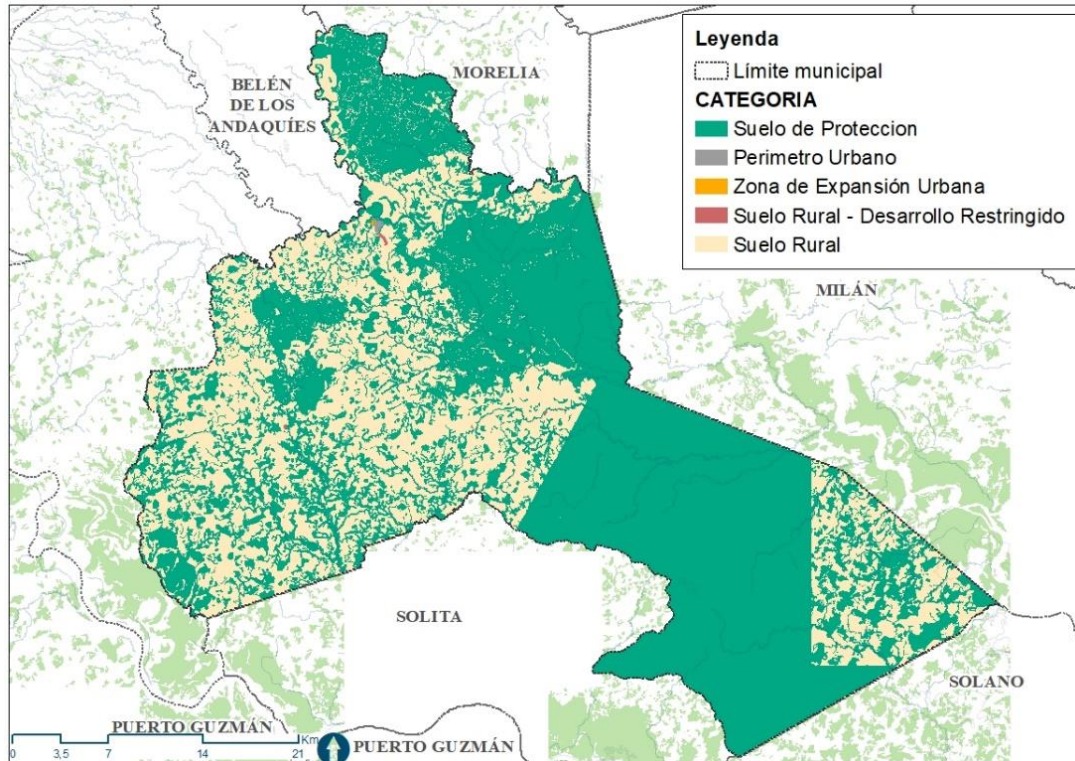 Leyenda
Límite municipal
CATEGORIA
Suelo de Proteccion
Perimetro Urbano
Zona de Expansión Urbana
Suelo Rural - Desarrollo Restringido
Suelo Rural
BELÉN
DE LOS
ANDAQUÍES
MORELIA
MILÁN
SOLITA
SOLANO
PUERTO GUZMÁN
PUERTO GUZMÁN
Km
0 3,5 7 14 21